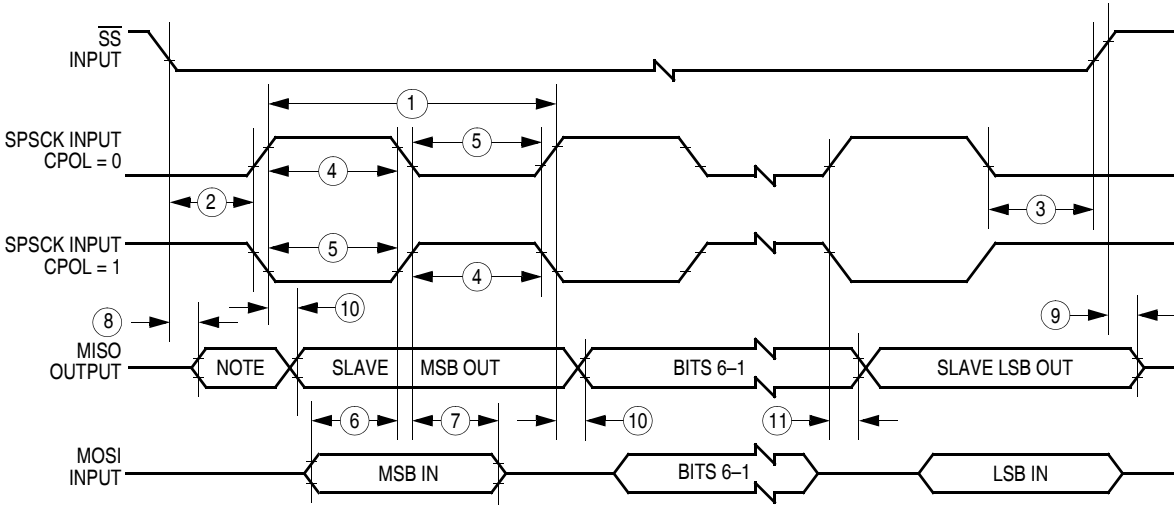 SS
INPUT
1
SPSCK INPUT
CPOL = 0
5
4
2
3
SPSCK INPUT
CPOL = 1
5
4
8
10
9
MISO
OUTPUT
NOTE
SLAVE MSB OUT
BITS 6–1
SLAVE LSB OUT
6
7
10
11
MOSI
INPUT
MSB IN
BITS 6–1
LSB IN